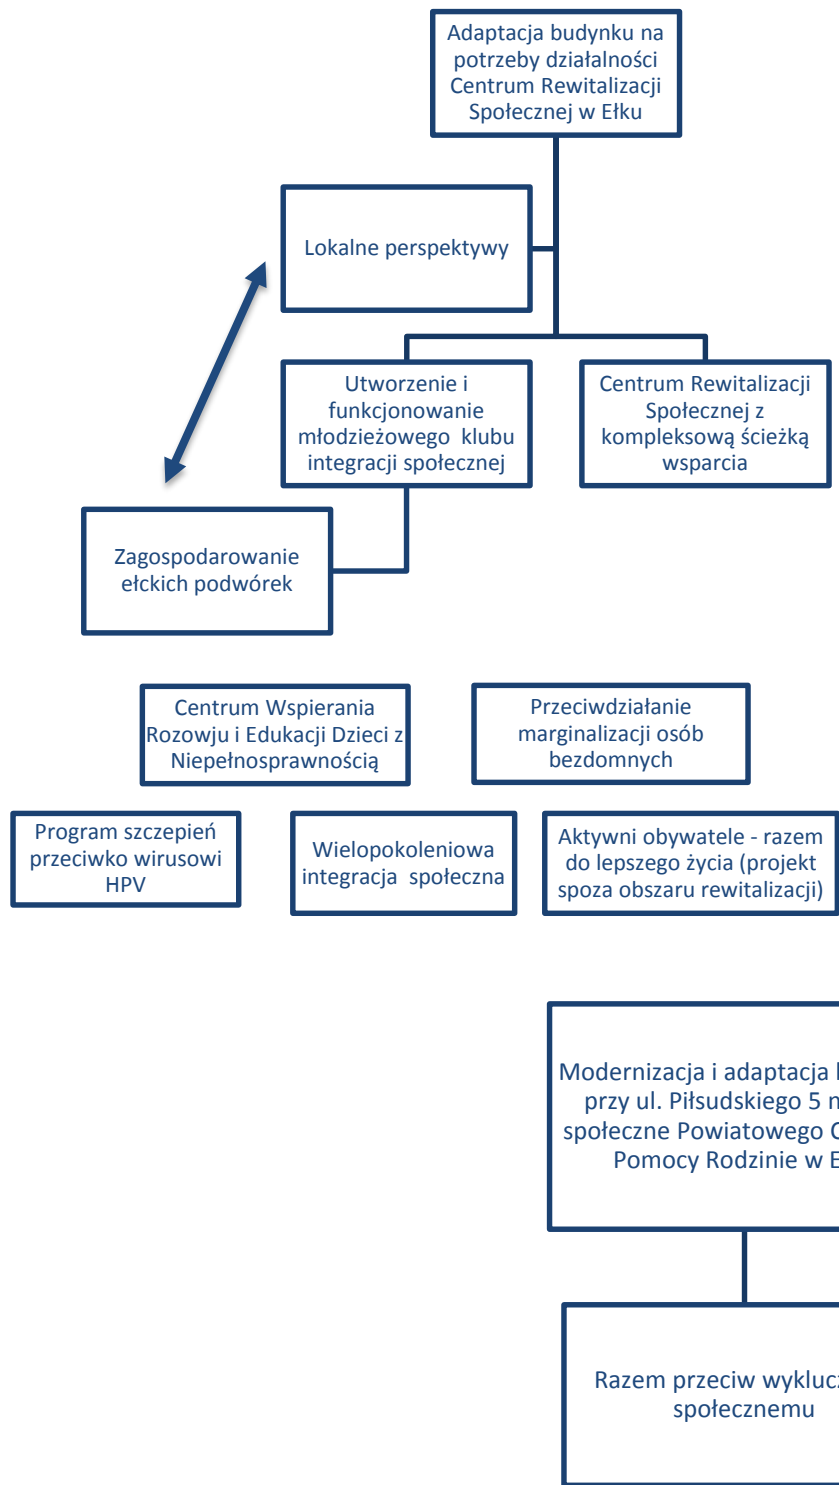 Adaptacja budynku na
potrzeby działalności
Centrum Rewitalizacji
Społecznej w Ełku
Lokalne perspektywy
Utworzenie i
funkcjonowanie
młodzieżowego klubu
integracji społecznej
Centrum Rewitalizacji
Społecznej z
kompleksową ścieżką
wsparcia
Zagospodarowanie
ełckich podwórek
Centrum Wspierania
Rozowju i Edukacji Dzieci z
Niepełnosprawnością
Przeciwdziałanie
marginalizacji osób
bezdomnych
Program szczepień
przeciwko wirusowi
HPV
Wielopokoleniowa
integracja społeczna
Aktywni obywatele - razem
do lepszego życia (projekt
spoza obszaru rewitalizacji)
Modernizacja i adaptacja
przy ul. Piłsudskiego 5
społeczne Powiatowego
Pomocy Rodzinie w
Razem przeciw
społecznemu